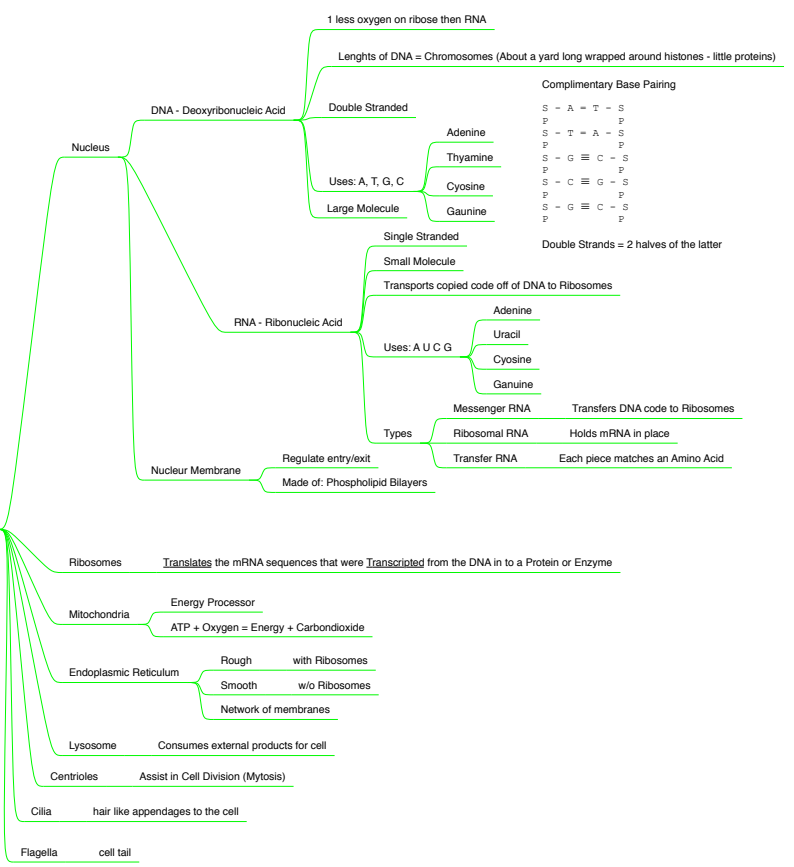 1 less oxygen on ribose then RNA
Lenghts of DNA = Chromosomes (About a yard long wrapped around histones - little proteins)
DNA - Deoxyribonucleic Acid
Double Stranded
Uses: A, T, G, C
Adenine
Thyamine
Cyosine
Gaunine
Large Molecule
Complimentary Base Pairing
S - A = T - S
P P
S - T = A - S
P P
S - G ≡ C - S
P P
S - C ≡ G - S
P P
S - G ≡ C - S
P P
Double Strands = 2 halves of the latter
Nucleus
Single Stranded
Small Molecule
Transports copied code off of DNA to Ribosomes
RNA - Ribonucleic Acid
Uses: A U C G
Adenine
Uracil
Cyosine
Ganuine
Types
Messenger RNA Transfers DNA code to Ribosomes
Ribosomal RNA Holds mRNA in place
Transfer RNA Each piece matches an Amino Acid
Nucleur Membrane
Regulate entry/exit
Made of: Phospholipid Bilayers
Ribosomes Translates the mRNA sequences that were Transcripted from the DNA in to a Protein or Enzyme
Mitochondria
Energy Processor
ATP + Oxygen = Energy + Carbondioxide
Endoplasmic Reticulum
Rough with Ribosomes
Smooth w/o Ribosomes
Network of membranes
Lysosome Consumes external products for cell
Centrioles Assist in Cell Division (Mytosis)
Cilia hair like appendages to the cell
Flagella cell tail